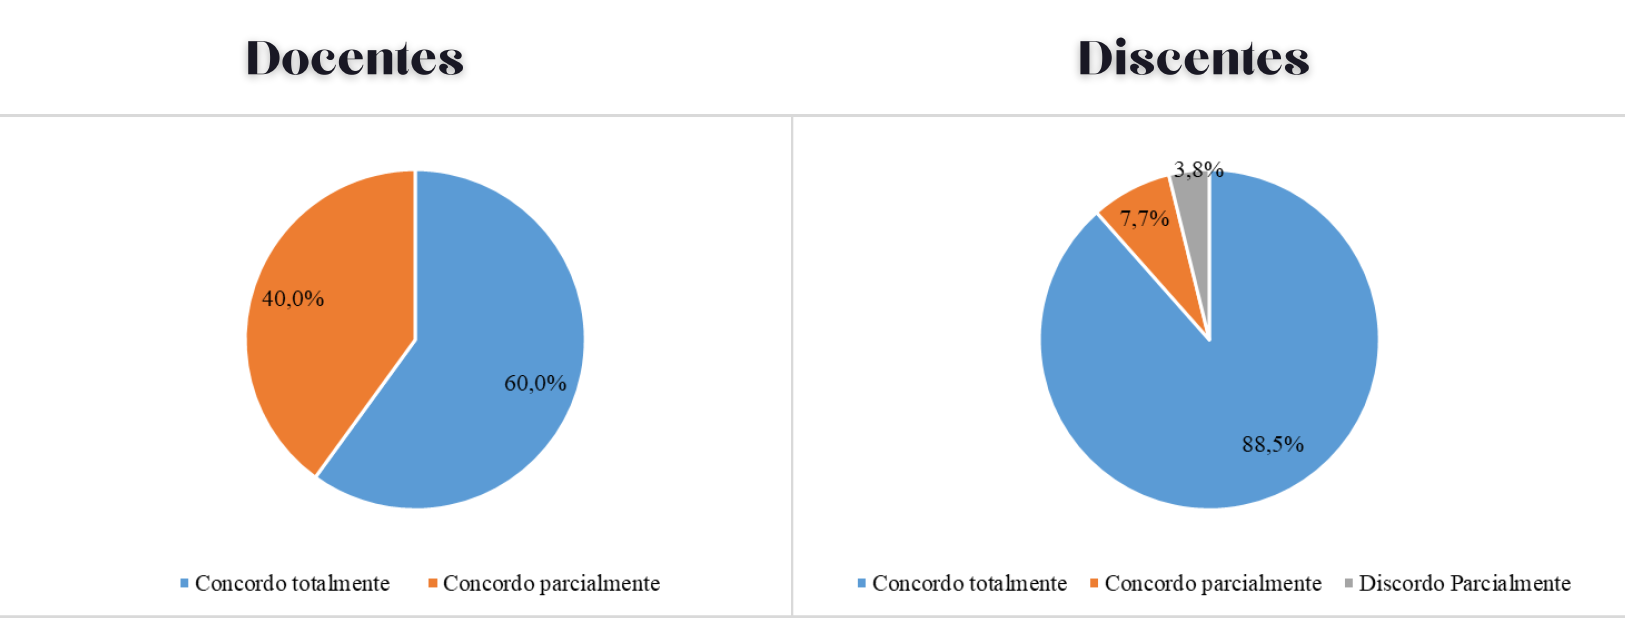 Docentes
Discentes
40,0%
60,0%
Concordo totalmente
Concordo parcialmente
3,8%
7,7%
88,5%
Concordo totalmente
Concordo parcialmente
Discordo Parcialmente